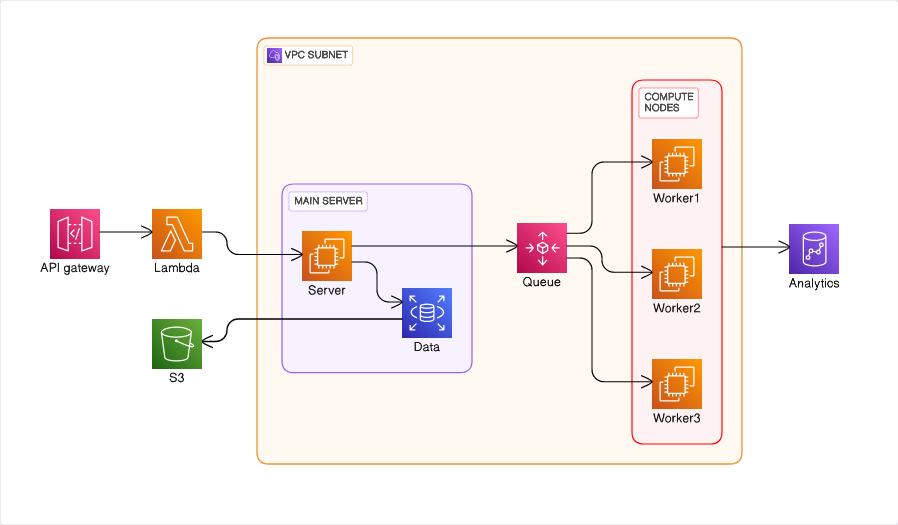 VPC SUBNET
COMPUTE
NODES
Worker1
MAIN SERVER
API gateway
Lambda
Server
Queue
Analytics
Worker2
Data
S3
Worker3